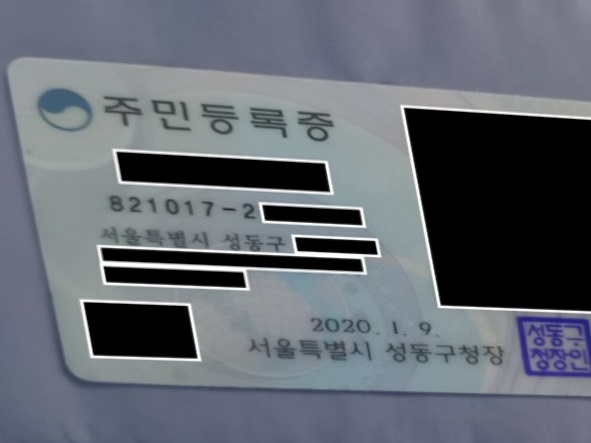 주민등록증
821017-2
서울특별시 성동구
2020. 1. 9.
서울특별시 성동구청장
성동구
청장인